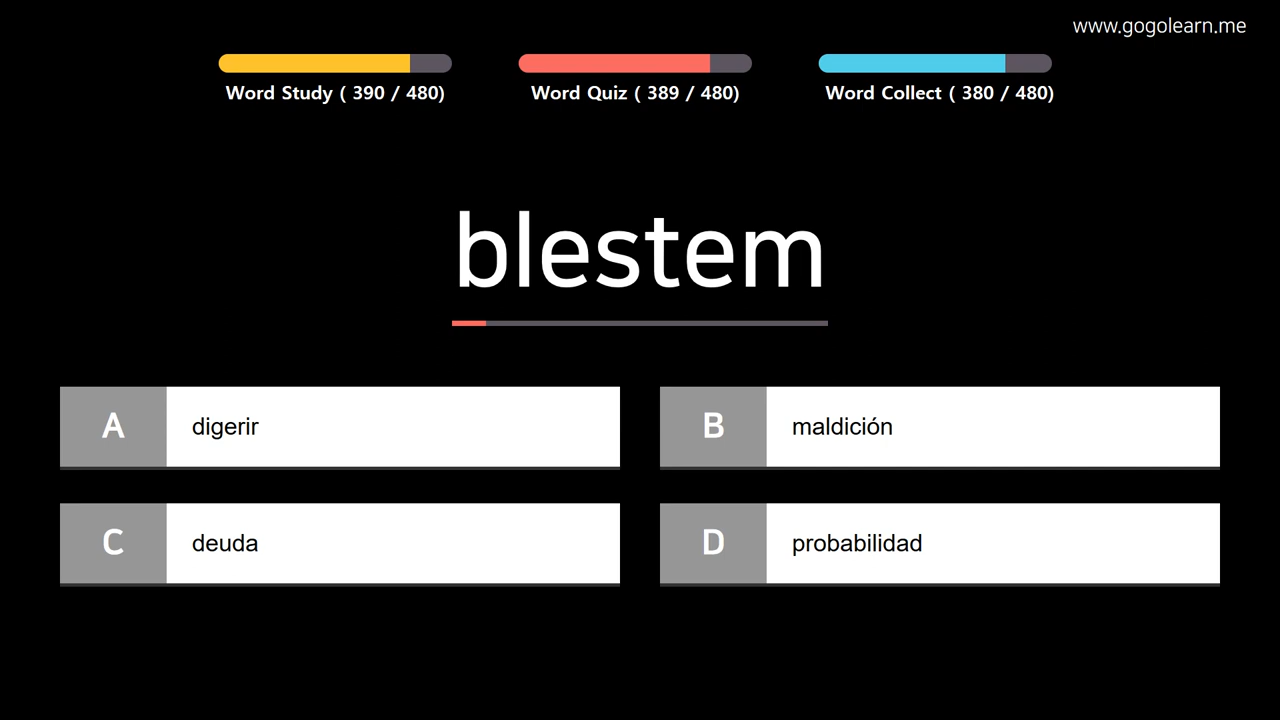 www.gogolearn.me
Word Study ( 390 / 480)
Word Quiz ( 389 / 480)
Word Collect ( 380 / 480)
blestem
A
digerir
B
maldición
C
deuda
D
probabilidad